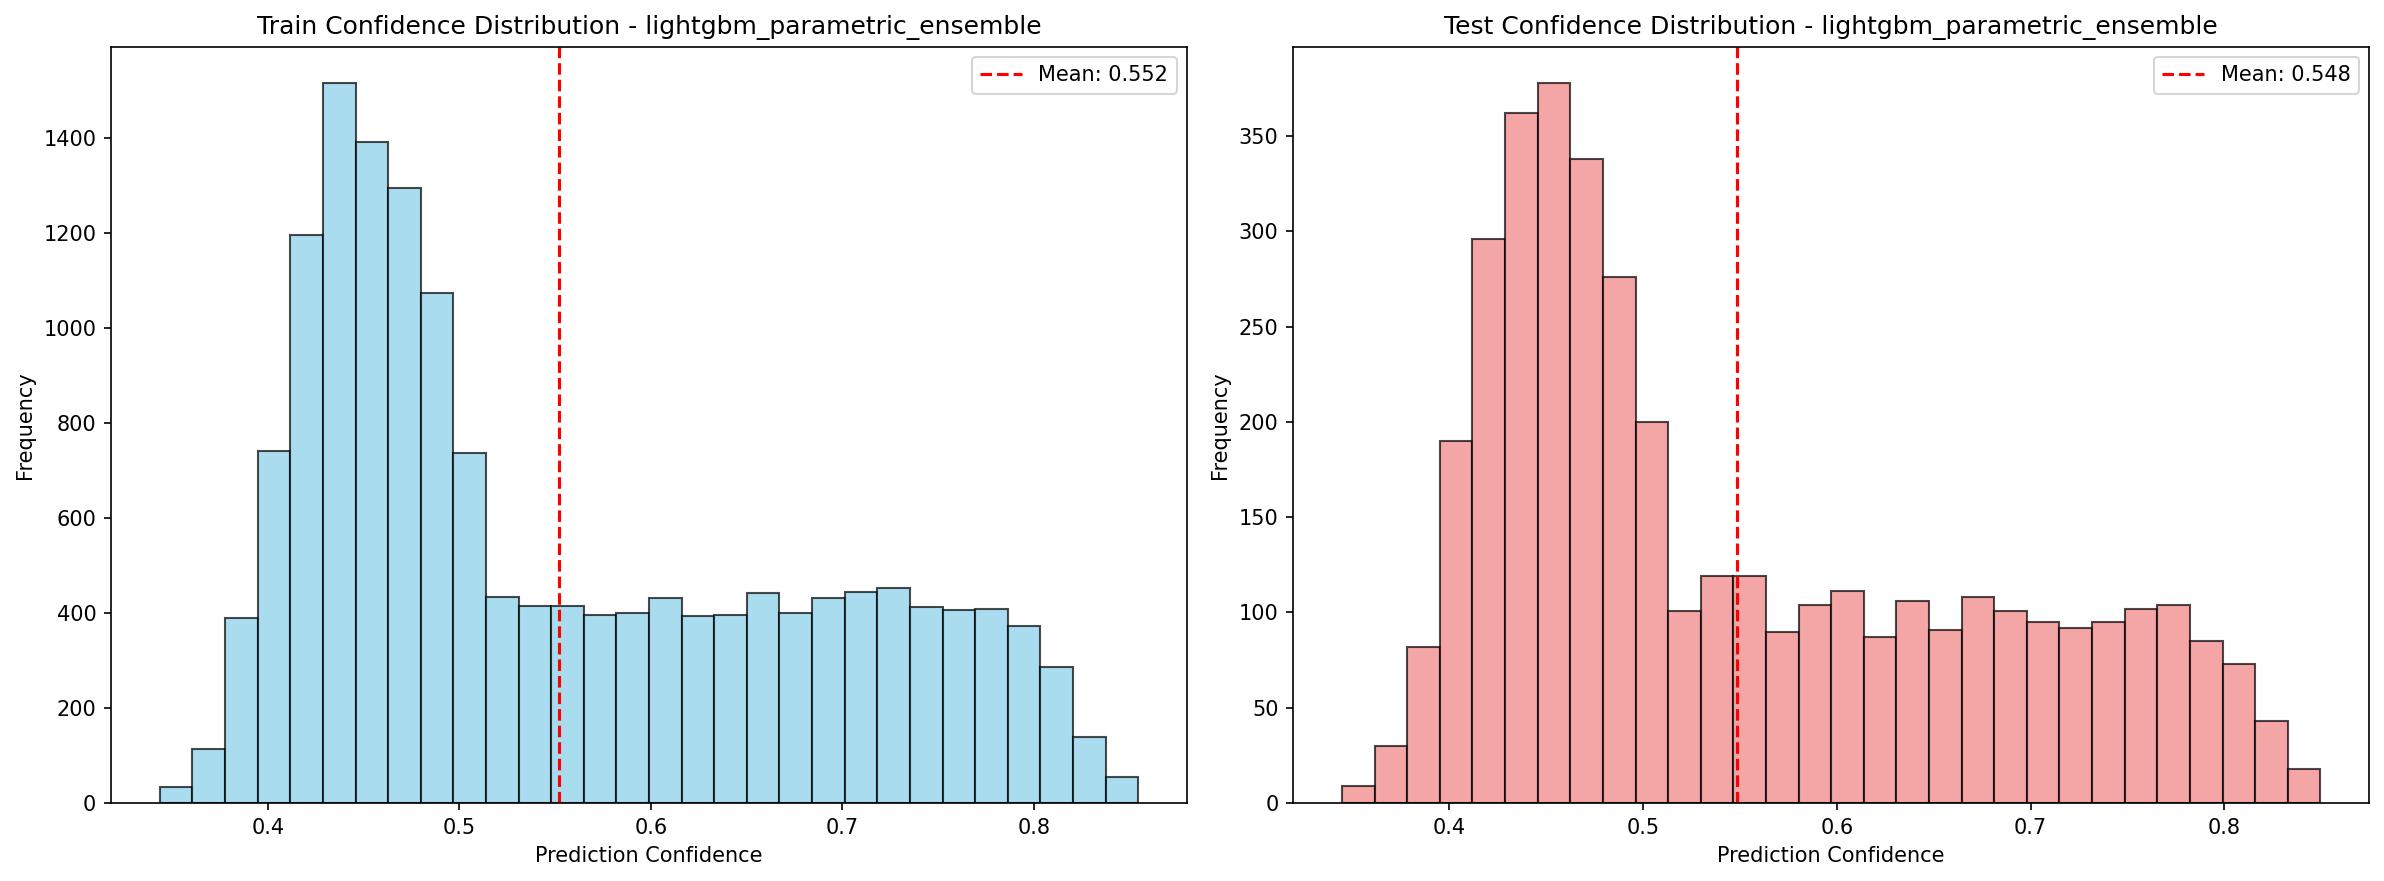 Train Confidence Distribution - lightgbm_parametric_ensemble
Mean: 0.552
1400
1200
1000
800
600
400
200
0
Frequency
0.4 0.5 0.6 0.7 0.8
Prediction Confidence
Test Confidence Distribution - lightgbm_parametric_ensemble
Mean: 0.548
350
300
250
200
150
100
50
0
Frequency
0.4 0.5 0.6 0.7 0.8
Prediction Confidence